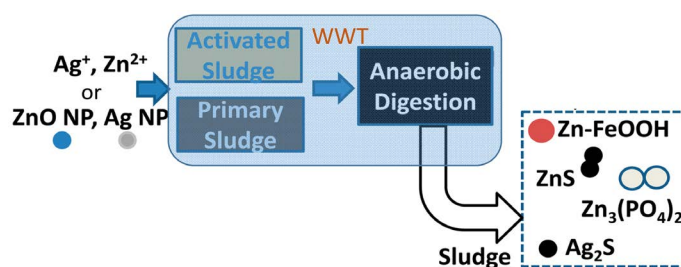 Ag⁺, Zn²⁺
or
ZnO NP, Ag NP
WWT
Activated
Sludge
Primary
Sludge
Anaerobic
Digestion
Sludge
Zn-FeOOH
ZnS
Zn₃(PO₄)₂
Ag₂S